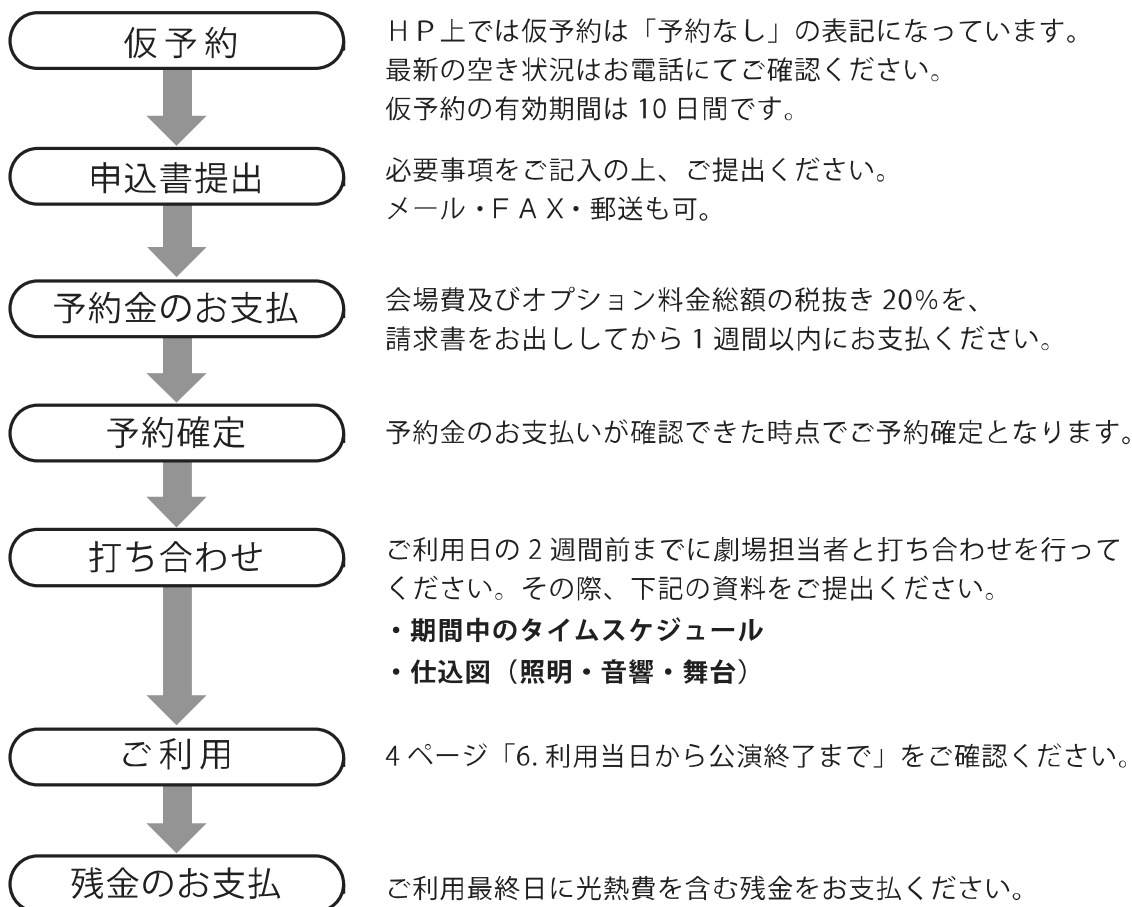 仮予約
ＨＰ上では仮予約は「予約なし」の表記になっています。
最新の空き状況はお電話にてご確認ください。
仮予約の有効期間は 10 日間です。
申込書提出
必要事項をご記入の上、ご提出ください。
メール・ＦＡＸ・郵送も可。
予約金のお支払
会場費及びオプション料金総額の税抜き 20％を、
請求書をお出ししてから 1 週間以内にお支払ください。
予約確定
予約金のお支払いが確認できた時点でご予約確定となります。
打ち合わせ
ご利用日の 2 週間前までに劇場担当者と打ち合わせを行って
ください。その際、下記の資料をご提出ください。
・期間中のタイムスケジュール
・仕込図（照明・音響・舞台）
ご利用
4 ページ「6. 利用当日から公演終了まで」をご確認ください。
残金のお支払
ご利用最終日に光熱費を含む残金をお支払ください。